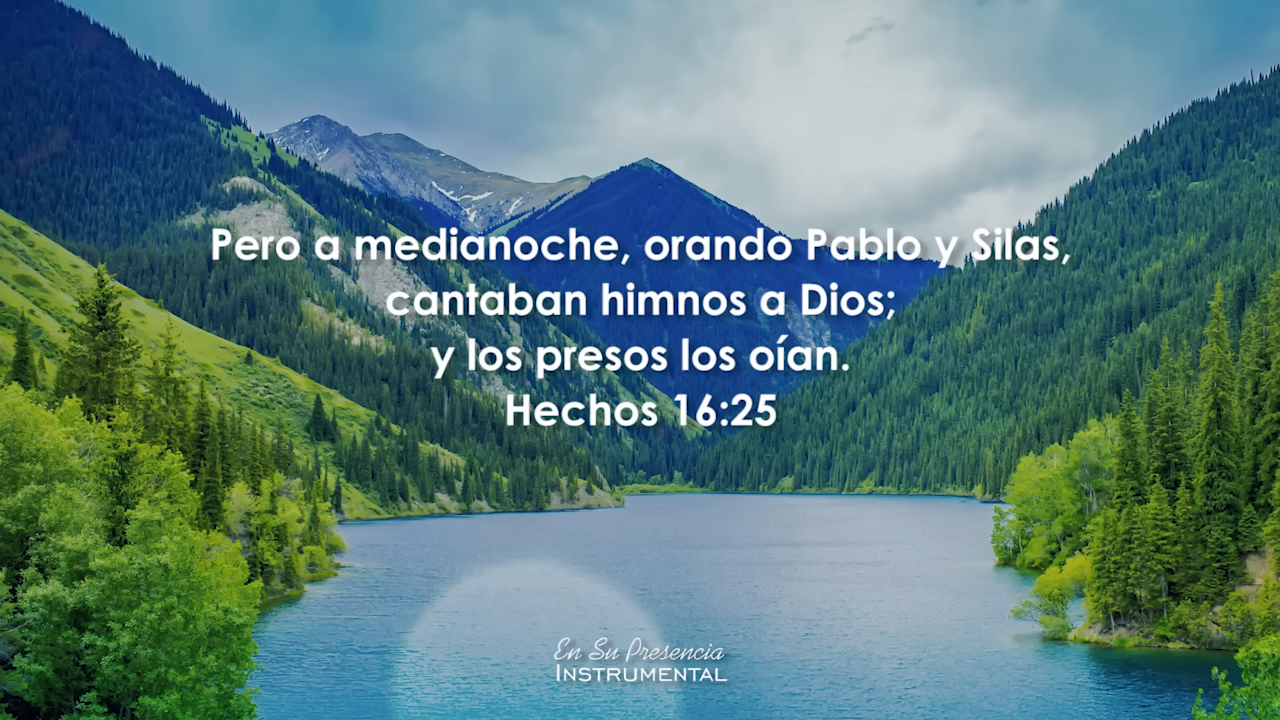 Pero a medianoche, orando Pablo y Silas,
cantaban himnos a Dios;
y los presos los oían.
Hechos 16:25
En Su Presencia
INSTRUMENTAL